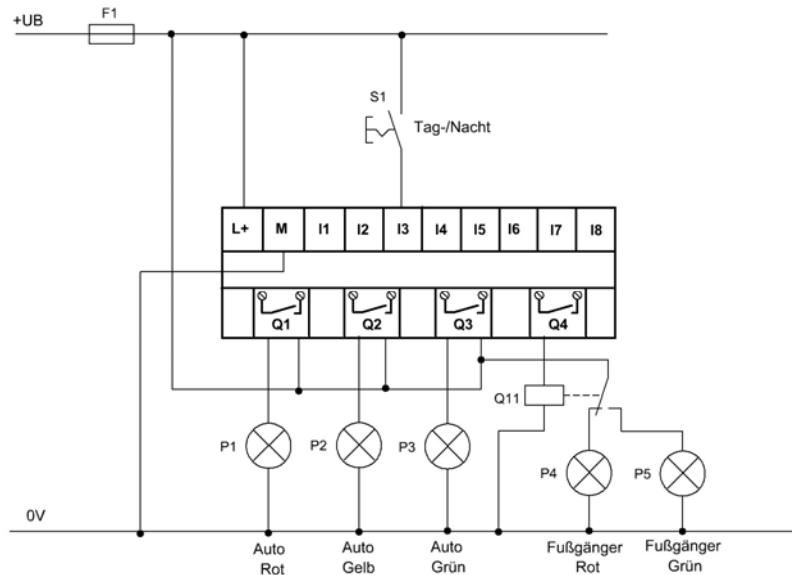 F1
+UB
S1
Tag-/Nacht
L+ M I1 I2 I3 I4 I5 I6 I7 I8
Q1 Q2 Q3 Q4
Q11
P1 P2 P3 P4 P5
0V
Auto Rot
Auto Gelb
Auto Grün
Fußgänger Rot
Fußgänger Grün